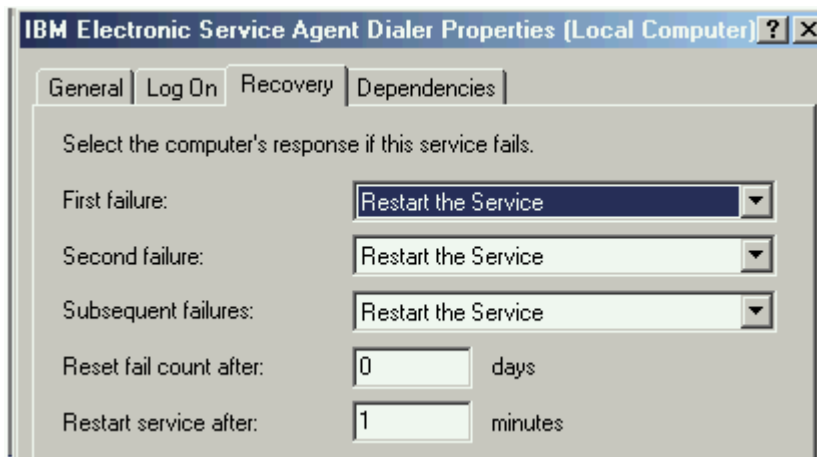 IBM Electronic Service Agent Dialer Properties (Local Computer) ? X
General Log On Recovery Dependencies
Select the computer's response if this service fails.
First failure: Restart the Service
Second failure: Restart the Service
Subsequent failures: Restart the Service
Reset fail count after: 0 days
Restart service after: 1 minutes